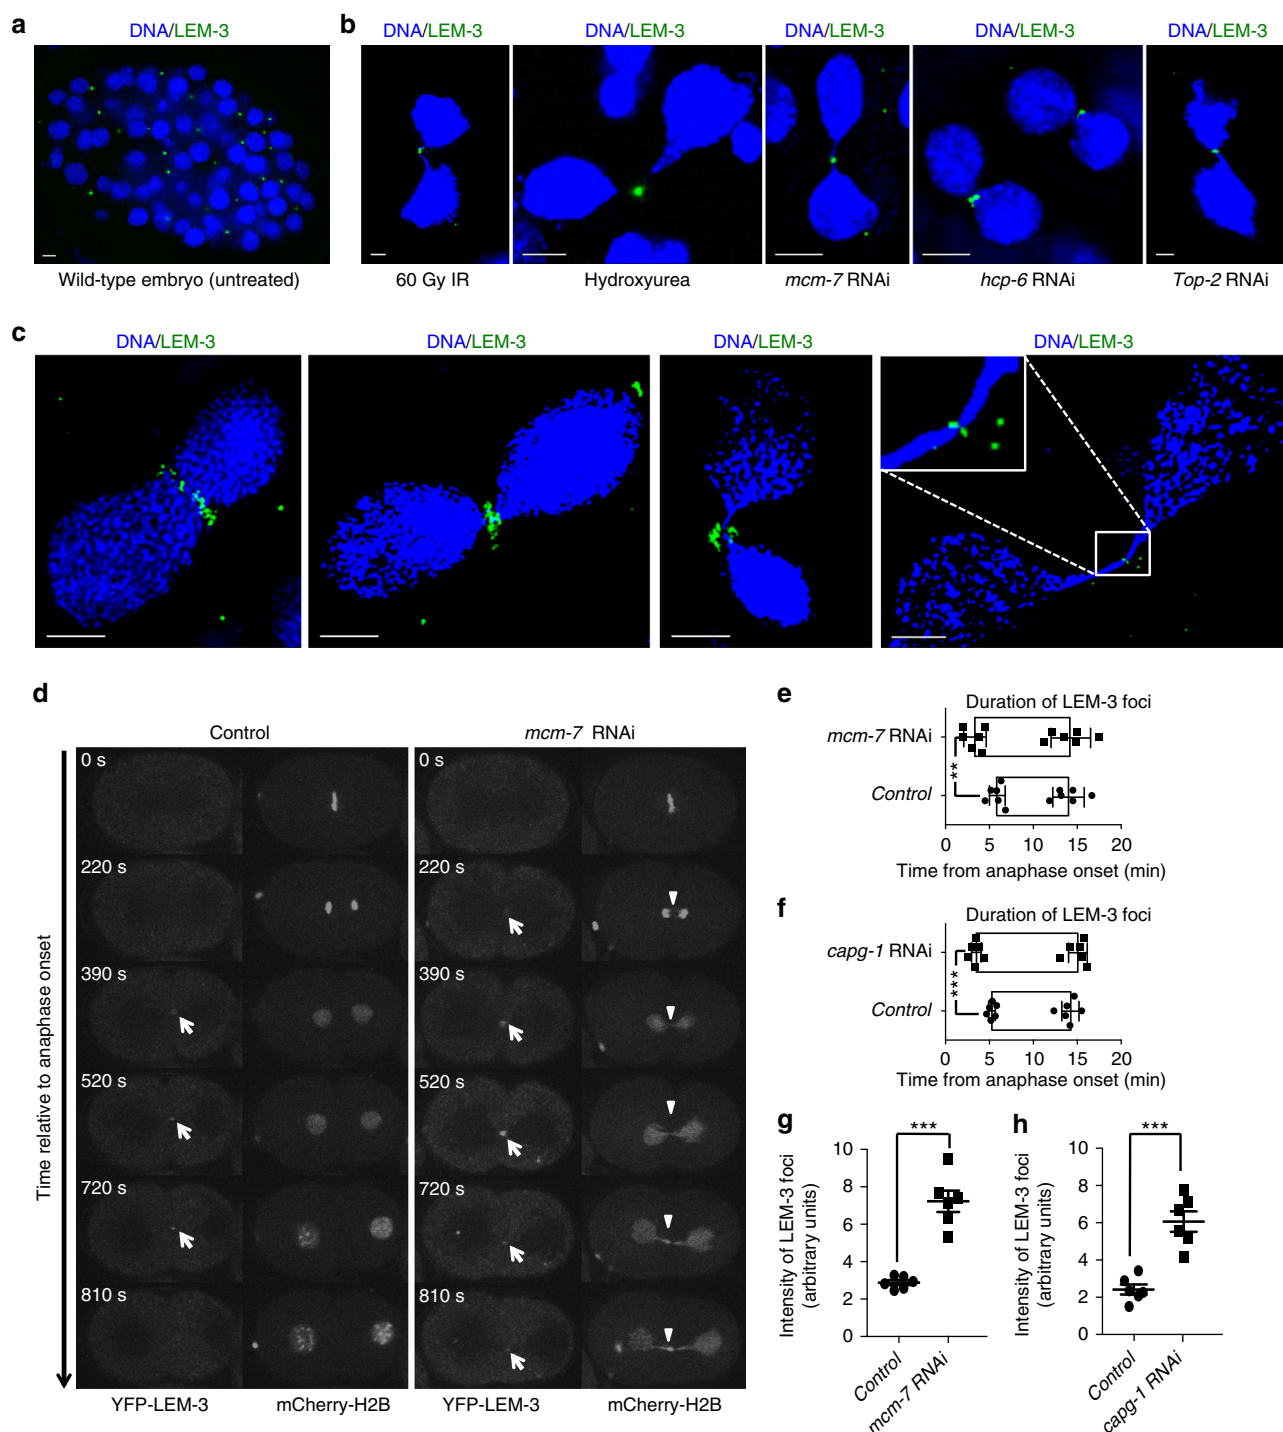 a
DNA/LEM-3
Wild-type embryo (untreated)
b
DNA/LEM-3
DNA/LEM-3
DNA/LEM-3
DNA/LEM-3
DNA/LEM-3
60 Gy IR
Hydroxyurea
mcm-7 RNAi
hcp-6 RNAi
Top-2 RNAi
c
DNA/LEM-3
DNA/LEM-3
DNA/LEM-3
DNA/LEM-3
d
Control
mcm-7 RNAi
Time relative to anaphase onset
0 s
0 s
220 s
220 s
390 s
390 s
520 s
520 s
720 s
720 s
810 s
810 s
YFP-LEM-3
mCherry-H2B
YFP-LEM-3
mCherry-H2B
e
Duration of LEM-3 foci
mcm-7 RNAi
**
Control
0 5 10 15 20
Time from anaphase onset (min)
f
Duration of LEM-3 foci
capg-1 RNAi
****
Control
0 5 10 15 20
Time from anaphase onset (min)
g
***
Intensity of LEM-3 foci
(arbitrary units)
10
8
6
4
2
0
Control
mcm-7 RNAi
h
***
Intensity of LEM-3 foci
(arbitrary units)
10
8
6
4
2
0
Control
capg-1 RNAi